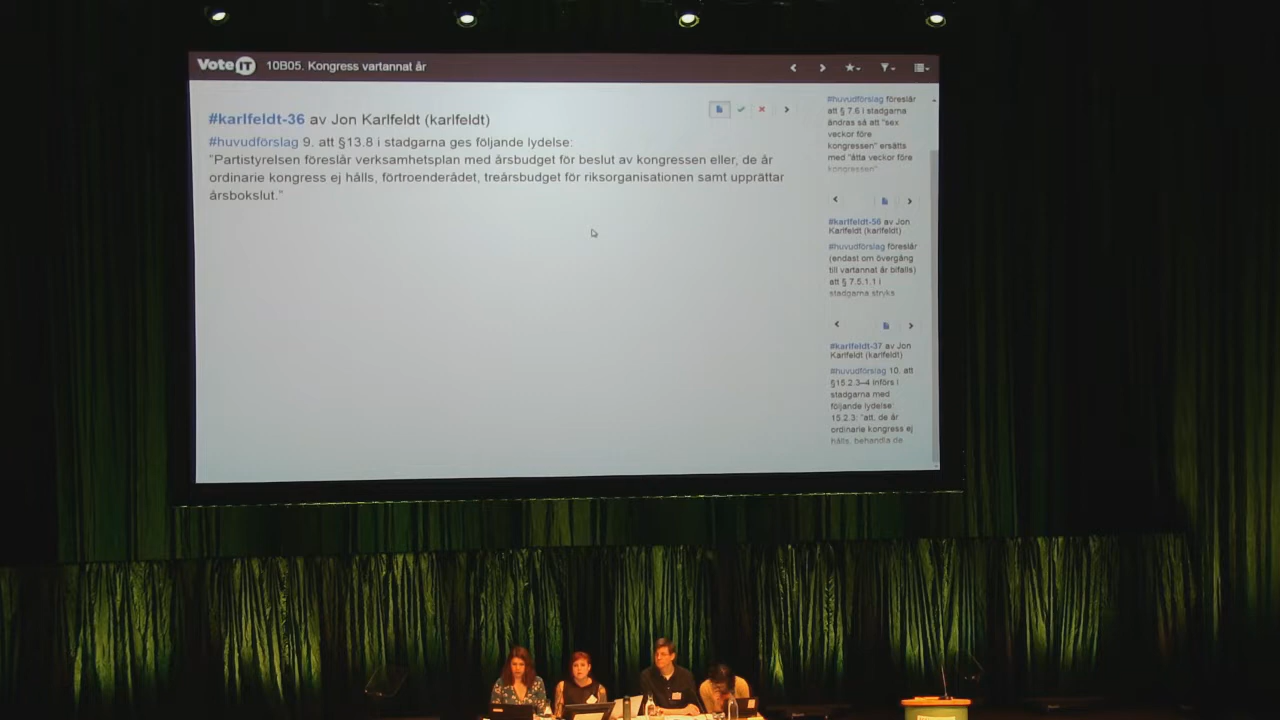 VoteIT 10B05. Kongress vartannat år
#karlfeldt-36 av Jon Karlfeldt (karlfeldt)
#huvudförslag 9. att §13.8 i stadgarna ges följande lydelse:
"Partistyrelsen föreslår verksamhetsplan med årsbudget för beslut av kongressen eller, de år
ordinarie kongress ej hålls, förtroenderådet, treårsbudget för riksorganisationen samt upprättar
årsbokslut."
#huvudförslag föreslår
att § 7.6 i stadgarna
ändras så att "sex
veckor före
kongressen" ersätts
med "åtta veckor före
kongressen"
#karlfeldt-56 av Jon
Karlfeldt (karlfeldt)
#huvudförslag föreslår
(endast om övergång
till vartannat år bifalls)
att § 7.5.1.1 i
stadgarna stryks
#karlfeldt-37 av Jon
Karlfeldt (karlfeldt)
#huvudförslag 10. att
§15.2.3–4 införs i
stadgarna med
följande lydelse:
15.2.3: "att, de år
ordinarie kongress ej
hålls, behandla de